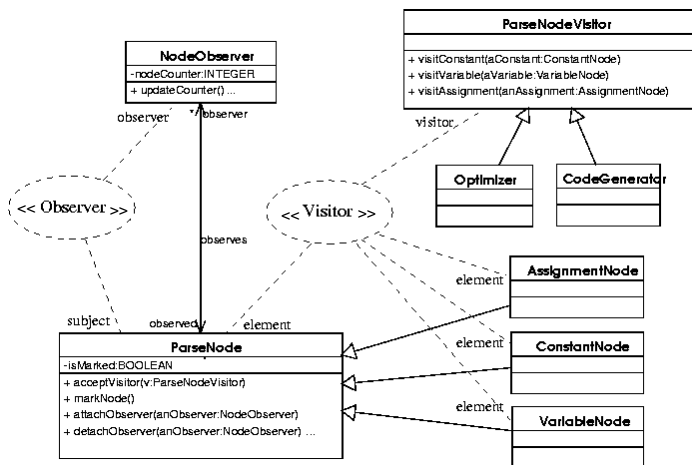 ParseNodeVisitor
+ visitConstant(aConstant:ConstantNode)
+ visitVariable(aVariable:VariableNode)
+ visitAssignment(anAssignment:AssignmentNode)
NodeObserver
-nodeCounter:INTEGER
+ updateCounter() ...
observer
*
observer
visitor
Optimizer
CodeGenerator
<< Observer >>
<< Visitor >>
observes
AssignmentNode
element
subject
observed
element
ParseNode
-isMarked:BOOLEAN
+ acceptVisitor(v:ParseNodeVisitor)
+ markNode()
+ attachObserver(anObserver:NodeObserver)
+ detachObserver(anObserver:NodeObserver) ...
ConstantNode
element
element
VariableNode